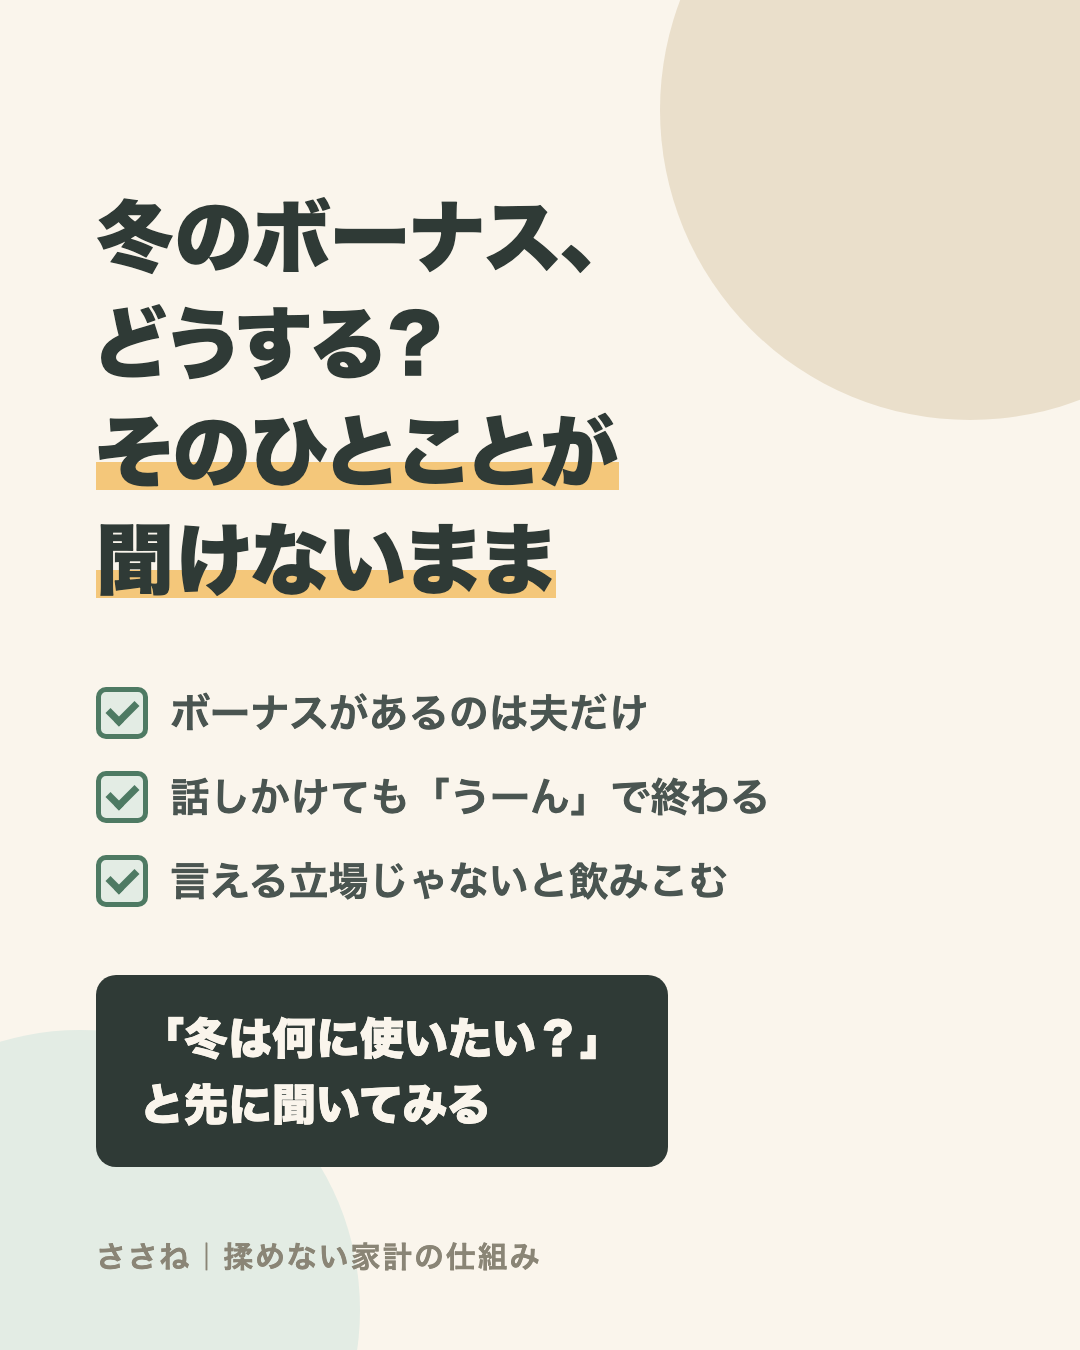 冬のボーナス、
どうする？
そのひとことが
聞けないまま
ボーナスがあるのは夫だけ
話しかけても「うーん」で終わる
言える立場じゃないと飲みこむ
「冬は何に使いたい？」
と先に聞いてみる
ささね｜揉めない家計の仕組み